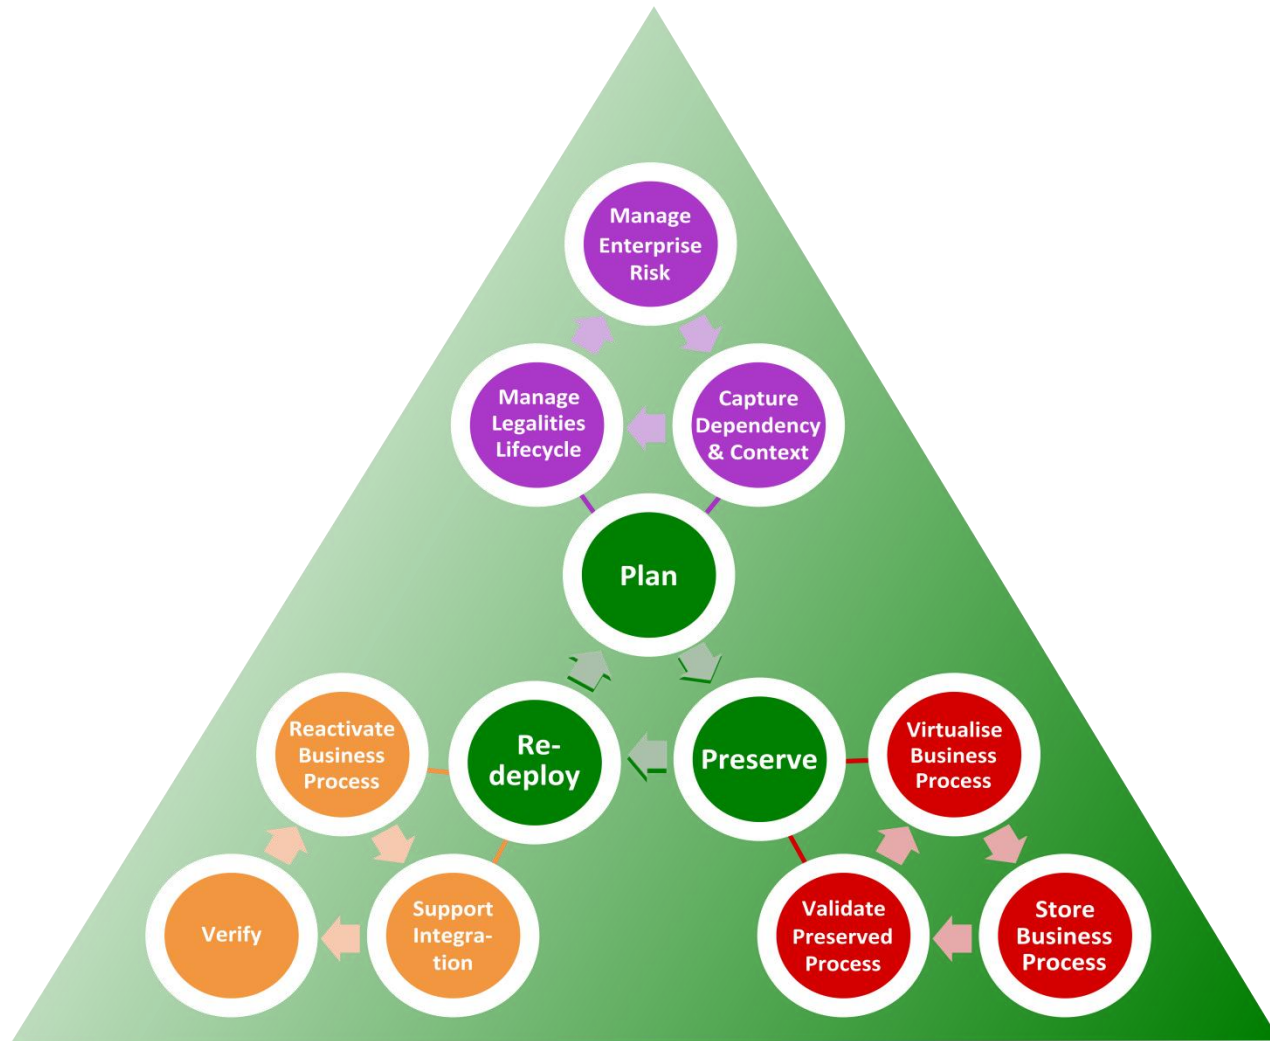 Manage
Enterprise
Risk
Manage
Legalities
Lifecycle
Capture
Dependency
& Context
Plan
Reactivate
Business
Process
Re-
deploy
Preserve
Virtualise
Business
Process
Verify
Support
Integra-
tion
Validate
Preserved
Process
Store
Business
Process